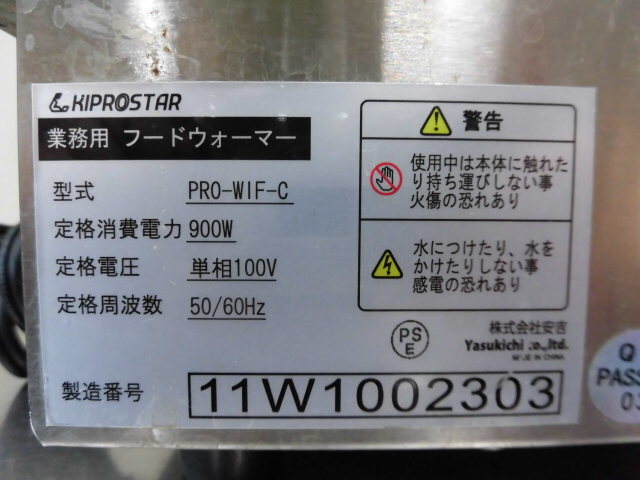 KIPROSTAR
業務用 フードウォーマー
型式 PRO-WIF-C
定格消費電力 900W
定格電圧 単相100V
定格周波数 50/60Hz
製造番号 11W1002303
警告
使用中は本体に触れた
り持ち運びしない事
火傷の恐れあり
水につけたり、水を
かけたりしない事
感電の恐れあり
PS
E
株式会社安吉
Yasukichi co.,ltd.
MADE IN CHINA
Q
PASS
03